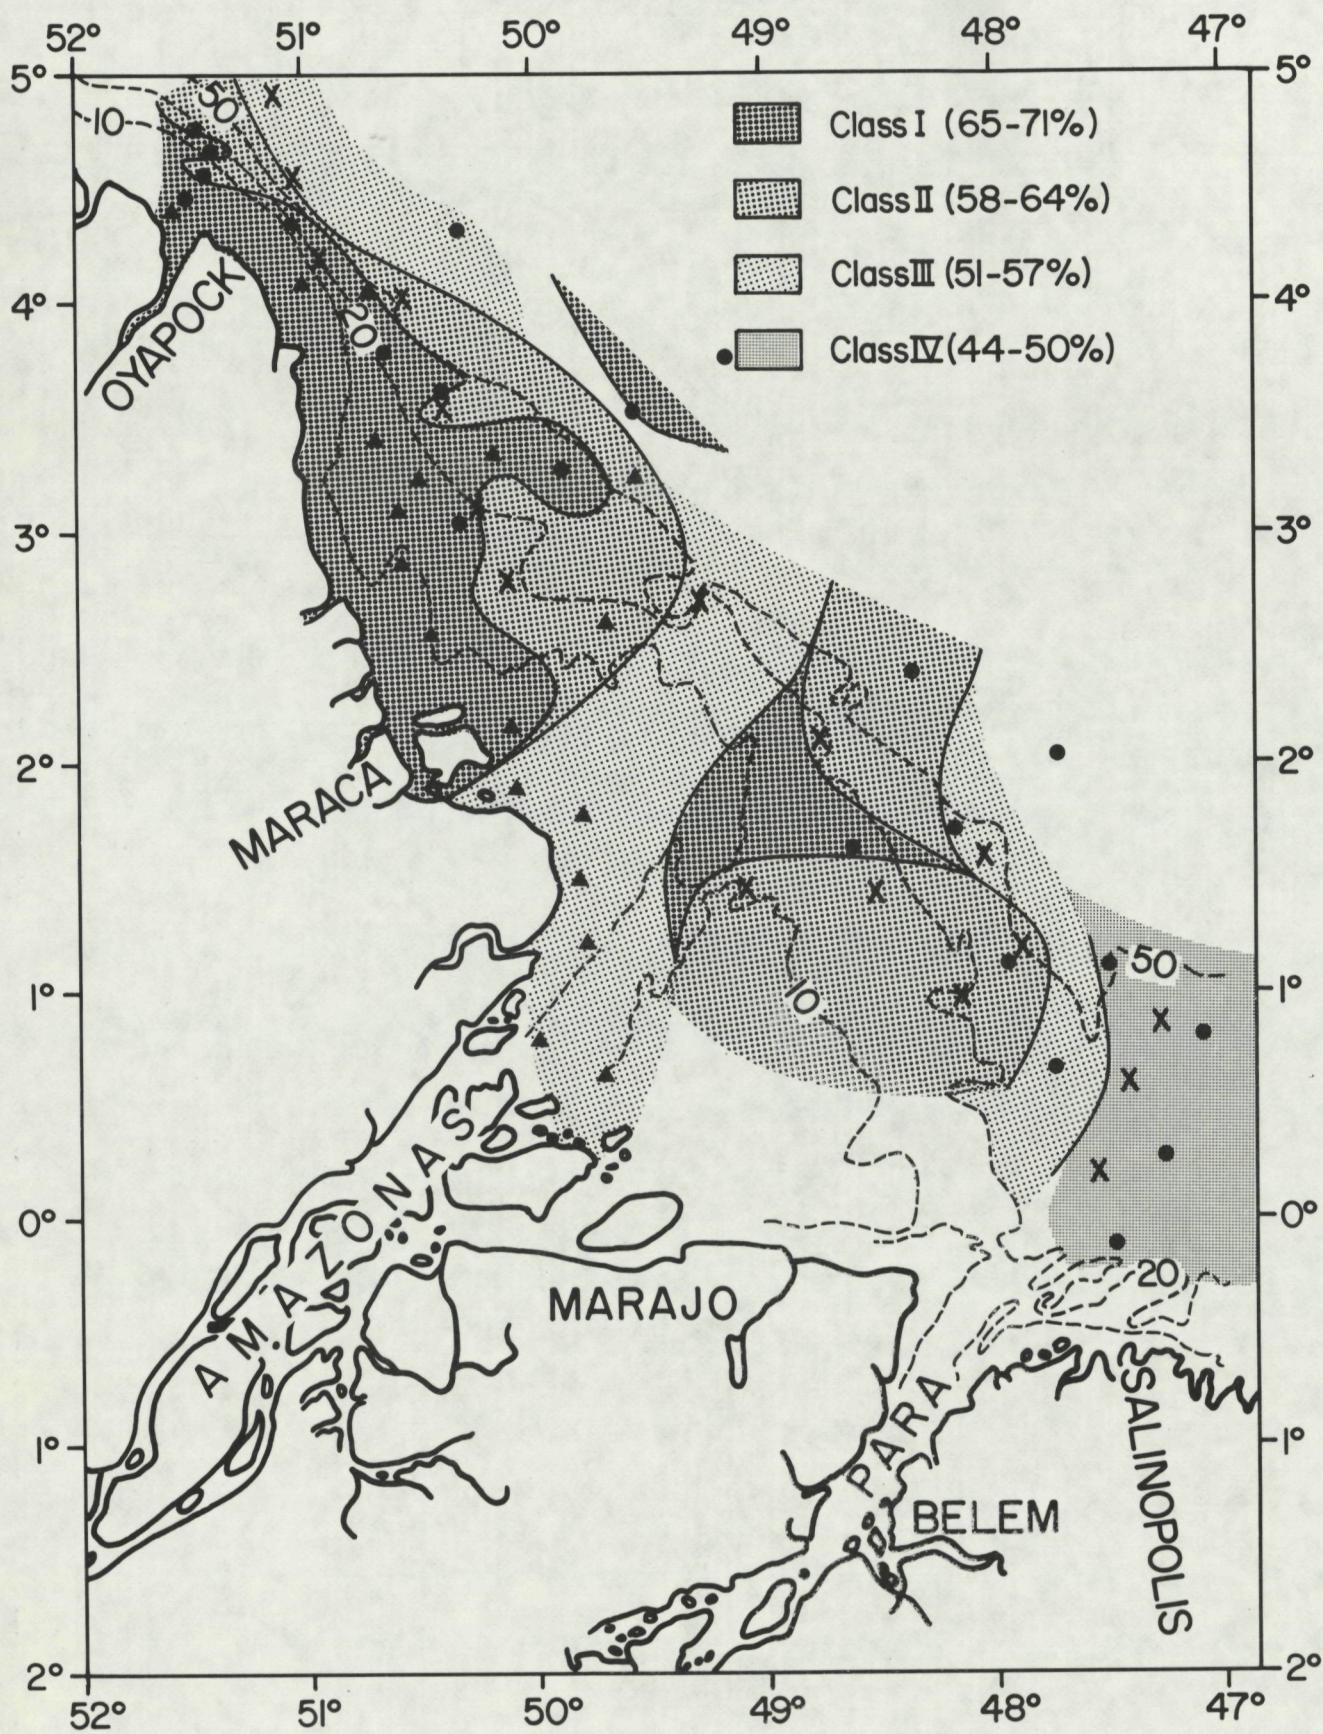 52° 51° 50° 49° 48° 47°
5° 5°
50
10
Class I (65-71%)
Class II (58-64%)
Class III (51-57%)
Class IV (44-50%)
OYAPOCK
4° 4°
20
3° 3°
2° 2°
MARACA
50
1° 1°
10
AMAZONAS
0° 0°
20
MARAJO
PARA
SALINOPOLIS
1° 1°
BELEM
2° 2°
52° 51° 50° 49° 48° 47°